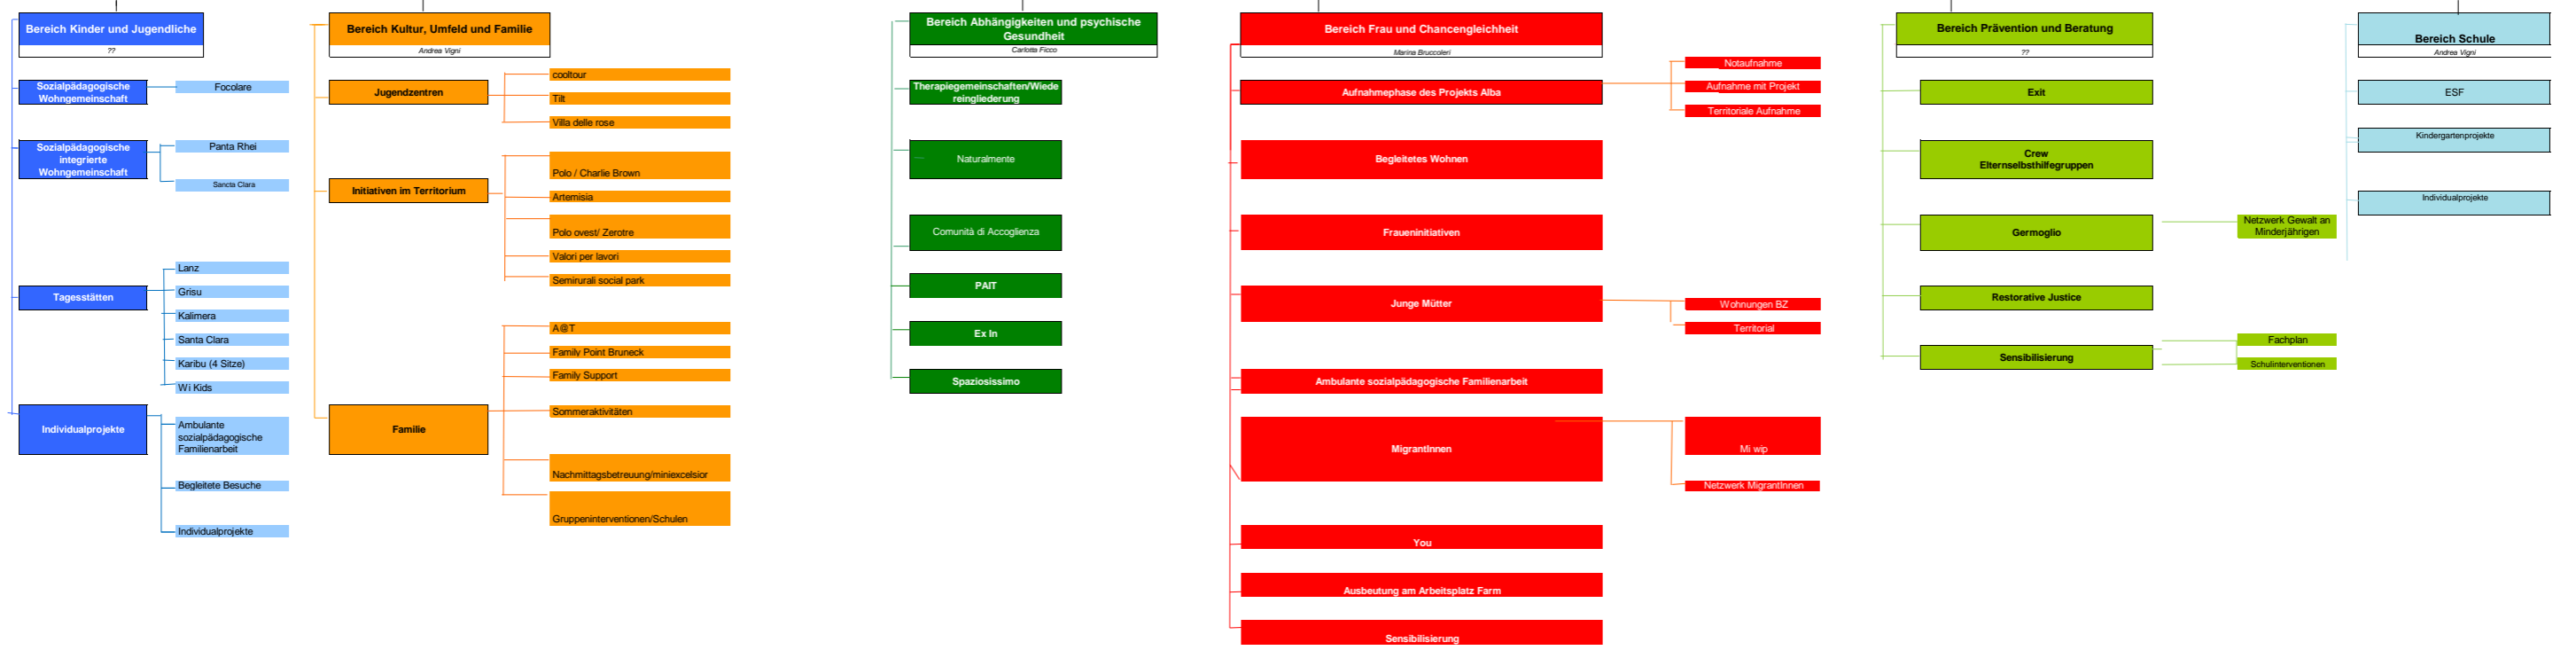 Bereich Kinder und Jugendliche
??
Sozialpädagogische
Wohngemeinschaft
Focolare
Sozialpädagogische
integrierte
Wohngemeinschaft
Panta Rhei
Sancta Clara
Tagesstätten
Lanz
Grisu
Kalimera
Santa Clara
Karibu (4 Sitze)
Wi Kids
Individualprojekte
Ambulante
sozialpädagogische
Familienarbeit
Begleitete Besuche
Individualprojekte
Bereich Kultur, Umfeld und Familie
Andrea Vigni
Jugendzentren
cooltour
Tilt
Villa delle rose
Initiativen im Territorium
Polo / Charlie Brown
Artemisia
Polo ovest/ Zerotre
Valori per lavori
Semirurali social park
Familie
A@T
Family Point Bruneck
Family Support
Sommeraktivitäten
Nachmittagsbetreuung/miniexcelsior
Gruppeninterventionen/Schulen
Bereich Abhängigkeiten und psychische
Gesundheit
Carlotta Ficco
Therapiegemeinschaften/Wiede
reingliederung
Naturalmente
Comunità di Accoglienza
PAIT
Ex In
Spaziosissimo
Bereich Frau und Chancengleichheit
Marina Bruccoleri
Aufnahmephase des Projekts Alba
Notaufnahme
Aufnahme mit Projekt
Territoriale Aufnahme
Begleitetes Wohnen
Fraueninitiativen
Junge Mütter
Wohnungen BZ
Territorial
Ambulante sozialpädagogische Familienarbeit
MigrantInnen
Mi wip
Netzwerk MigrantInnen
You
Ausbeutung am Arbeitsplatz Farm
Sensibilisierung
Bereich Prävention und Beratung
??
Exit
Crew
Elternselbsthilfegruppen
Germoglio
Netzwerk Gewalt an
Minderjährigen
Restorative Justice
Sensibilisierung
Fachplan
Schulinterventionen
Bereich Schule
Andrea Vigni
ESF
Kindergartenprojekte
Individualprojekte